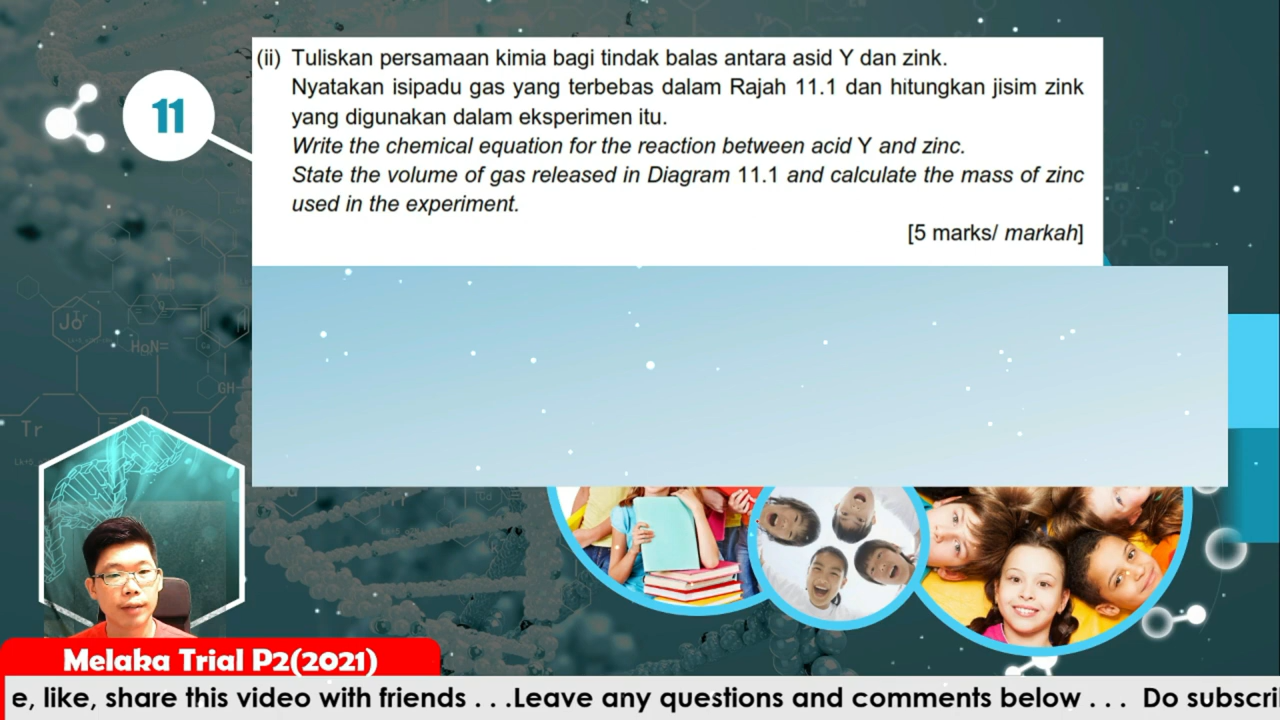 11
(ii) Tuliskan persamaan kimia bagi tindak balas antara asid Y dan zink.
Nyatakan isipadu gas yang terbebas dalam Rajah 11.1 dan hitungkan jisim zink
yang digunakan dalam eksperimen itu.
Write the chemical equation for the reaction between acid Y and zinc.
State the volume of gas released in Diagram 11.1 and calculate the mass of zinc
used in the experiment.
[5 marks/ markah]
Tr
Melaka Trial P2(2021)
e, like, share this video with friends . . .Leave any questions and comments below . . . Do subscri